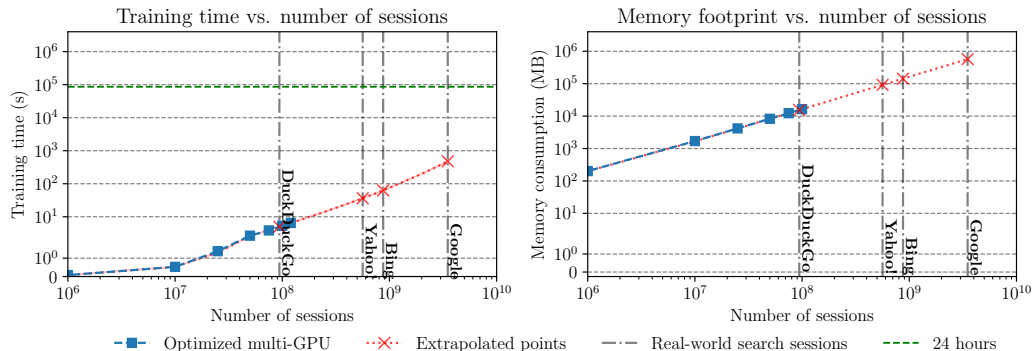 Training time vs. number of sessions
Training time (s)
10^6
10^5
10^4
10^3
10^2
10^1
10^0
0
DuckDuckGo
Yahoo!
Bing
Google
10^6 10^7 10^8 10^9 10^10
Number of sessions
Memory footprint vs. number of sessions
Memory consumption (MB)
10^6
10^5
10^4
10^3
10^2
10^1
10^0
0
DuckDuckGo
Yahoo!
Bing
Google
10^6 10^7 10^8 10^9 10^10
Number of sessions
Optimized multi-GPU Extrapolated points Real-world search sessions 24 hours